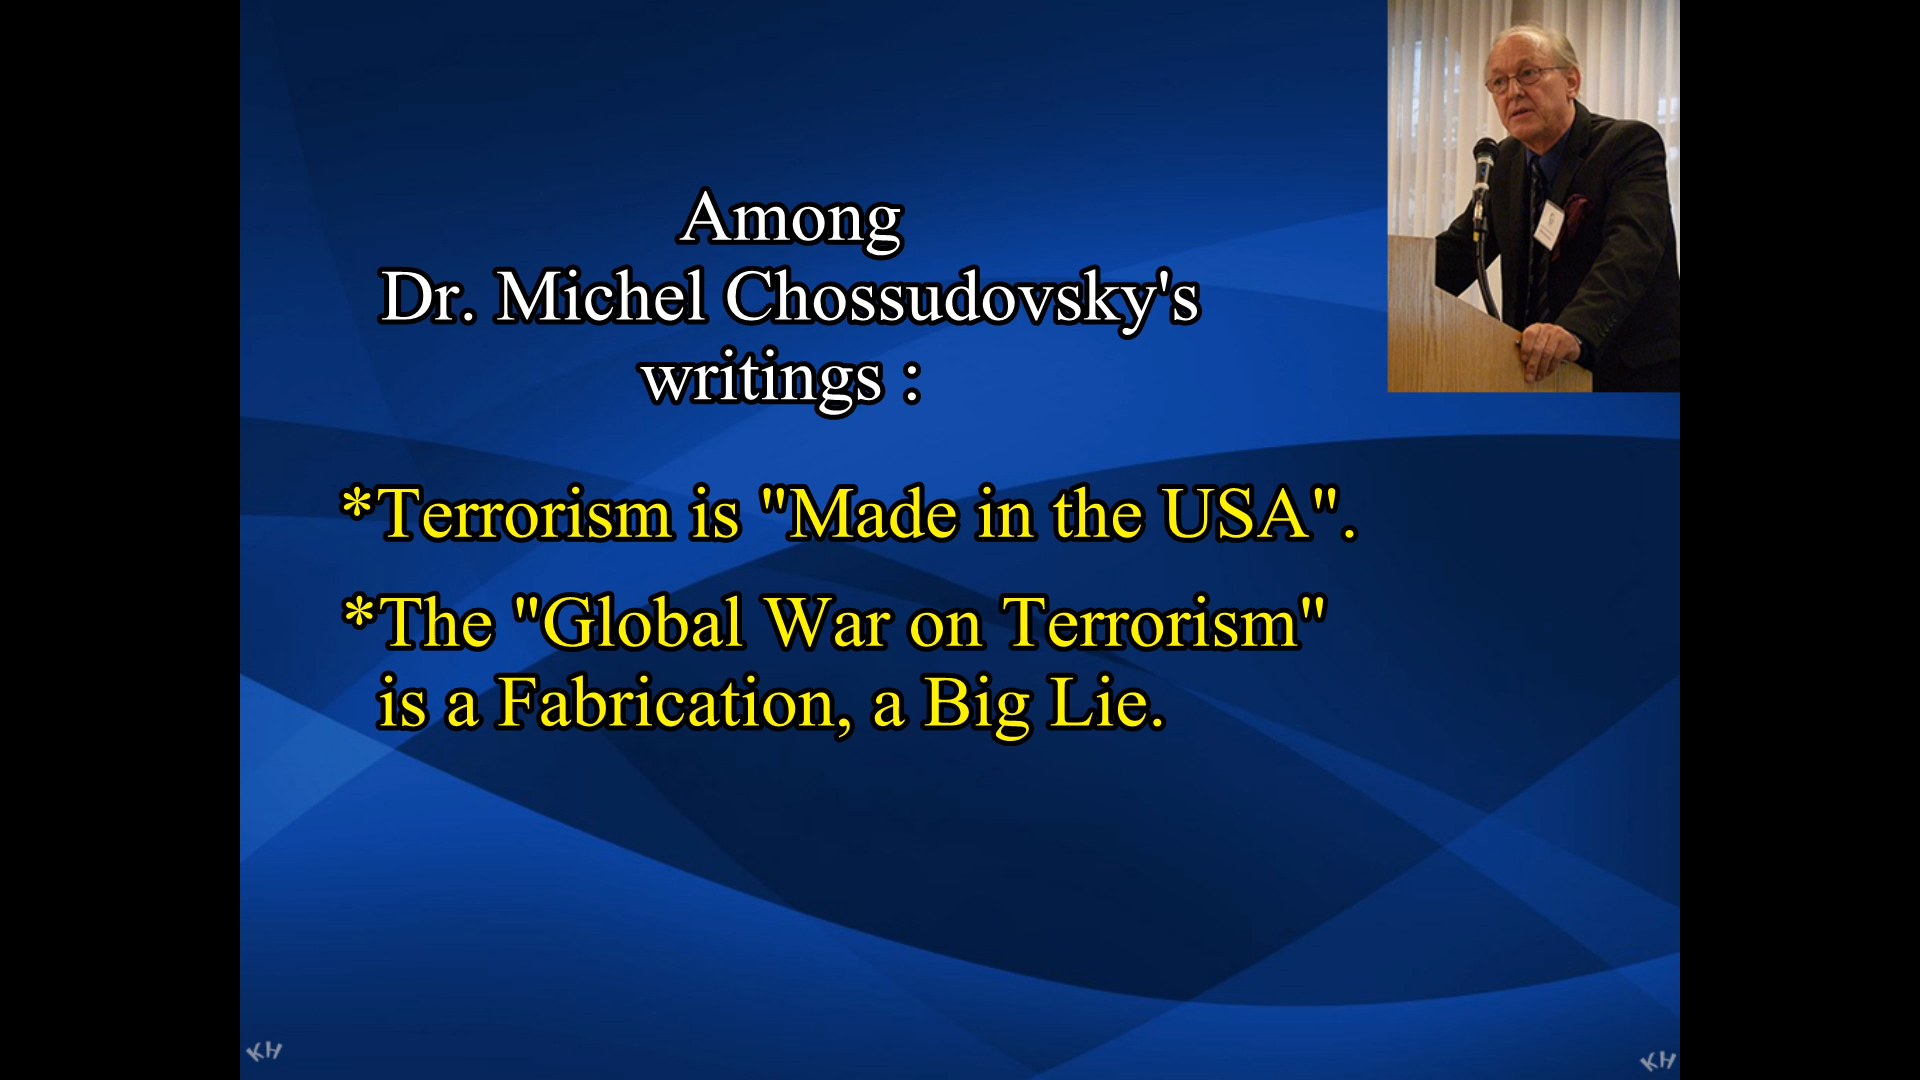 Among
Dr. Michel Chossudovsky's
writings :
*Terrorism is "Made in the USA".
*The "Global War on Terrorism"
is a Fabrication, a Big Lie.
KH
KH